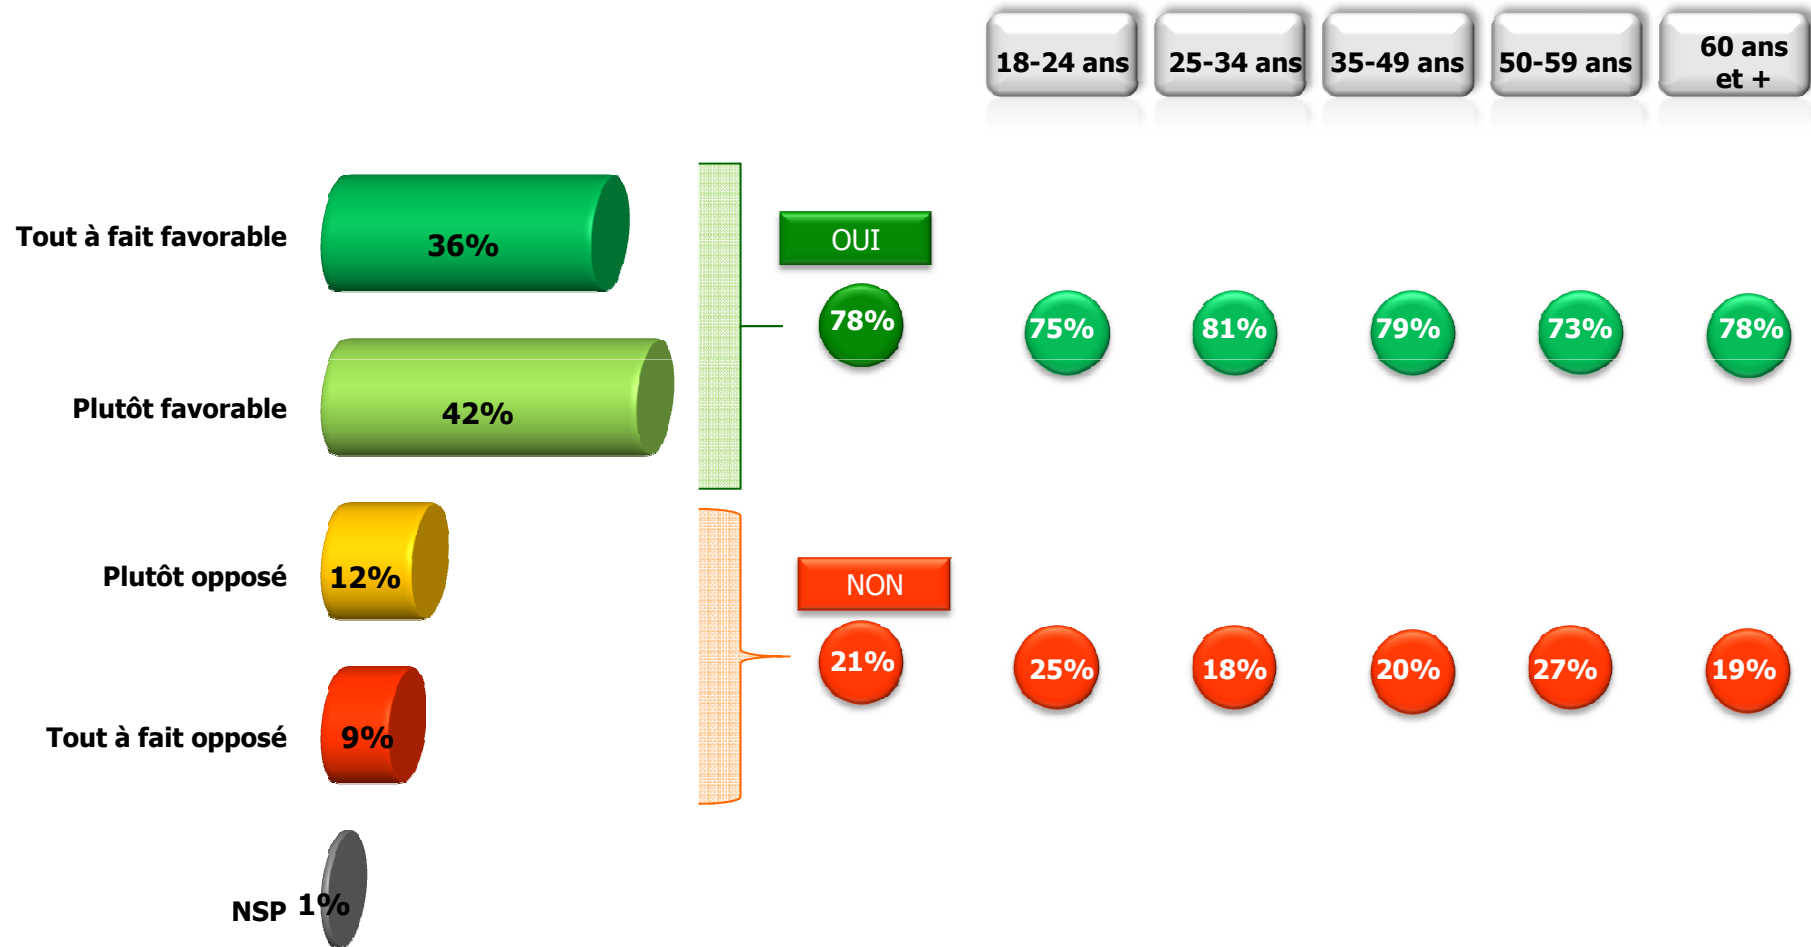 18-24 ans
25-34 ans
35-49 ans
50-59 ans
60 ans
et +
Tout à fait favorable
36%
OUI
78%
75%
81%
79%
73%
78%
Plutôt favorable
42%
Plutôt opposé
12%
NON
21%
25%
18%
20%
27%
19%
Tout à fait opposé
9%
NSP
1%